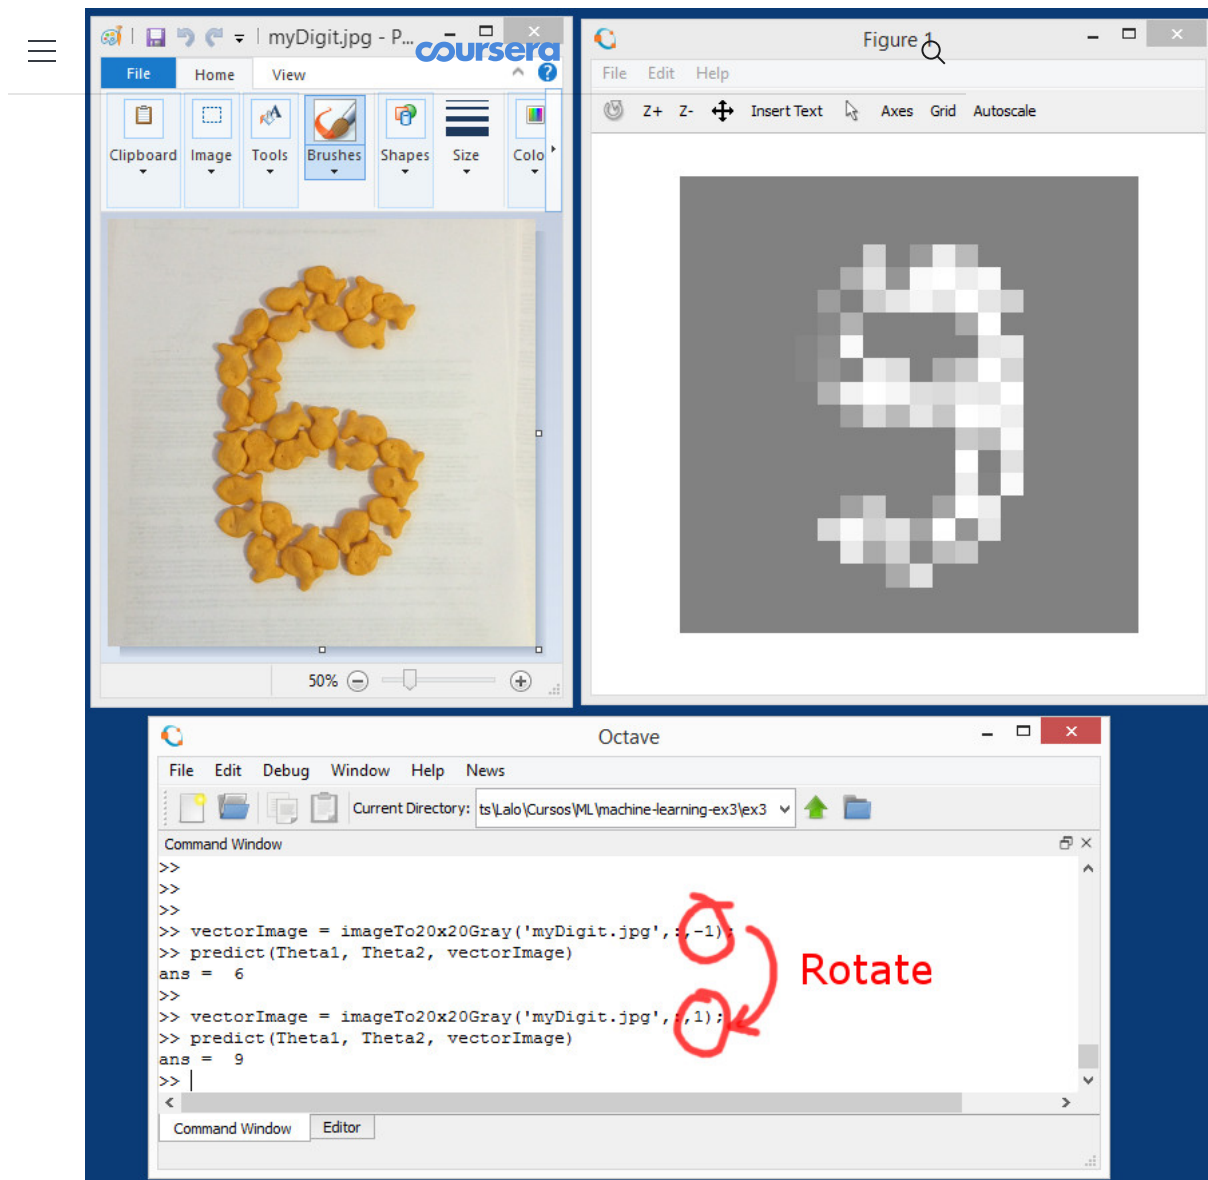 myDigit.jpg - P...
coursera
File
Home
View
Clipboard
Image
Tools
Brushes
Shapes
Size
Colo
50%
Figure 1
File Edit Help
Z+ Z- Insert Text Axes Grid Autoscale
Octave
File Edit Debug Window Help News
Current Directory: ts\Lalo\Cursos\ML\machine-learning-ex3\ex3
Command Window
>>
>>
>>
>> vectorImage = imageTo20x20Gray('myDigit.jpg',:,-1);
>> predict(Theta1, Theta2, vectorImage)
ans = 6
>>
>> vectorImage = imageTo20x20Gray('myDigit.jpg',:,1);
>> predict(Theta1, Theta2, vectorImage)
ans = 9
>>
Rotate
Command Window
Editor